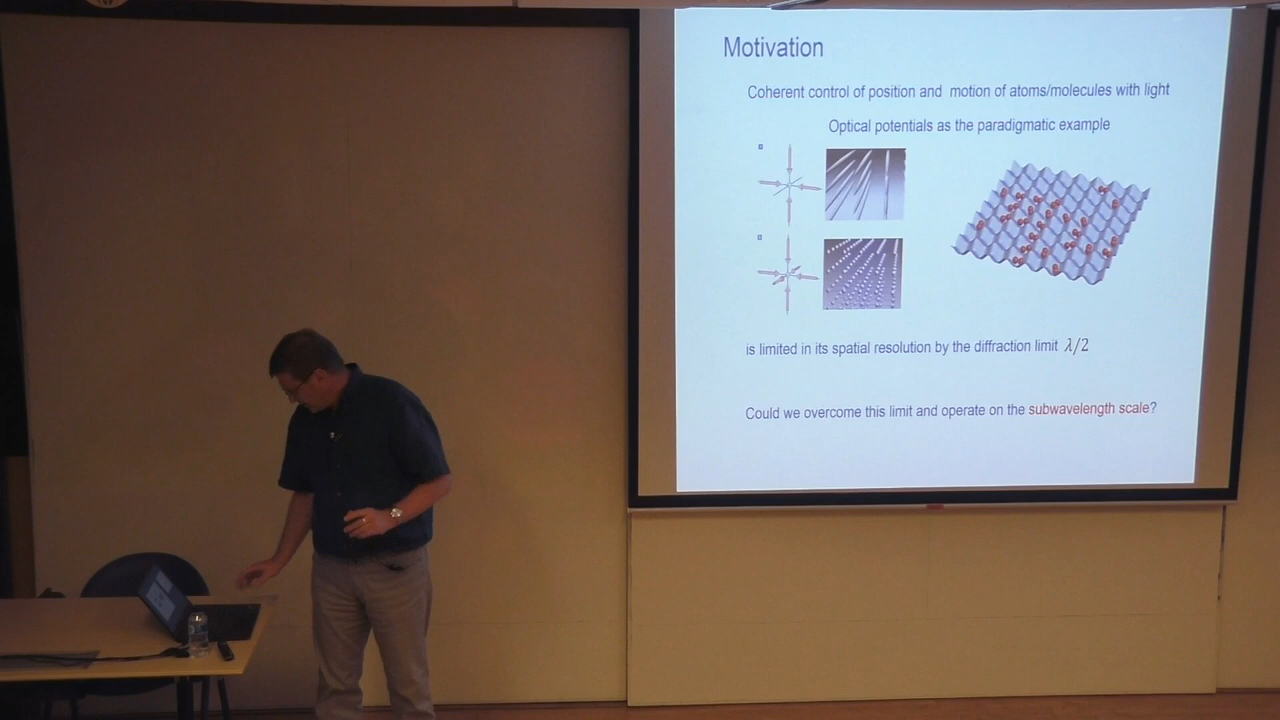 Motivation
Coherent control of position and motion of atoms/molecules with light
Optical potentials as the paradigmatic example
is limited in its spatial resolution by the diffraction limit λ/2
Could we overcome this limit and operate on the subwavelength scale?